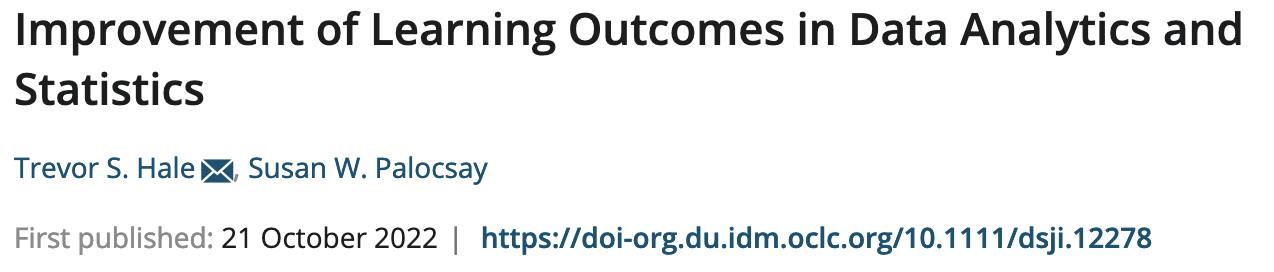 Improvement of Learning Outcomes in Data Analytics and
Statistics
Trevor S. Hale, Susan W. Palocsay
First published: 21 October 2022 | https://doi-org.du.idm.oclc.org/10.1111/dsji.12278